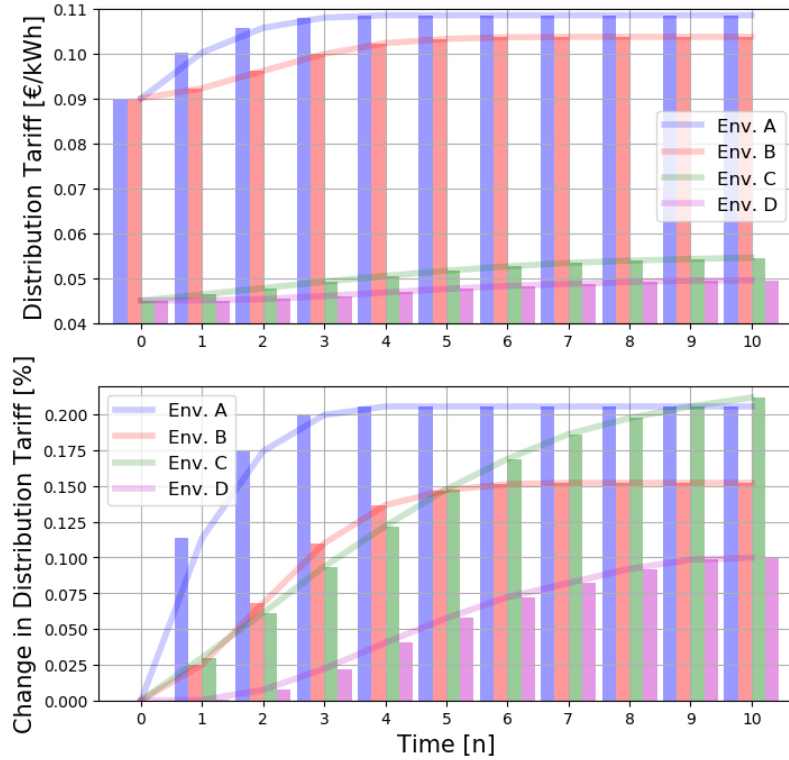 Distribution Tariff [€/kWh]
0.11
0.10
0.09
0.08
0.07
0.06
0.05
0.04
Env. A
Env. B
Env. C
Env. D
0 1 2 3 4 5 6 7 8 9 10
Change in Distribution Tariff [%]
0.200
0.175
0.150
0.125
0.100
0.075
0.050
0.025
0.000
Env. A
Env. B
Env. C
Env. D
0 1 2 3 4 5 6 7 8 9 10
Time [n]